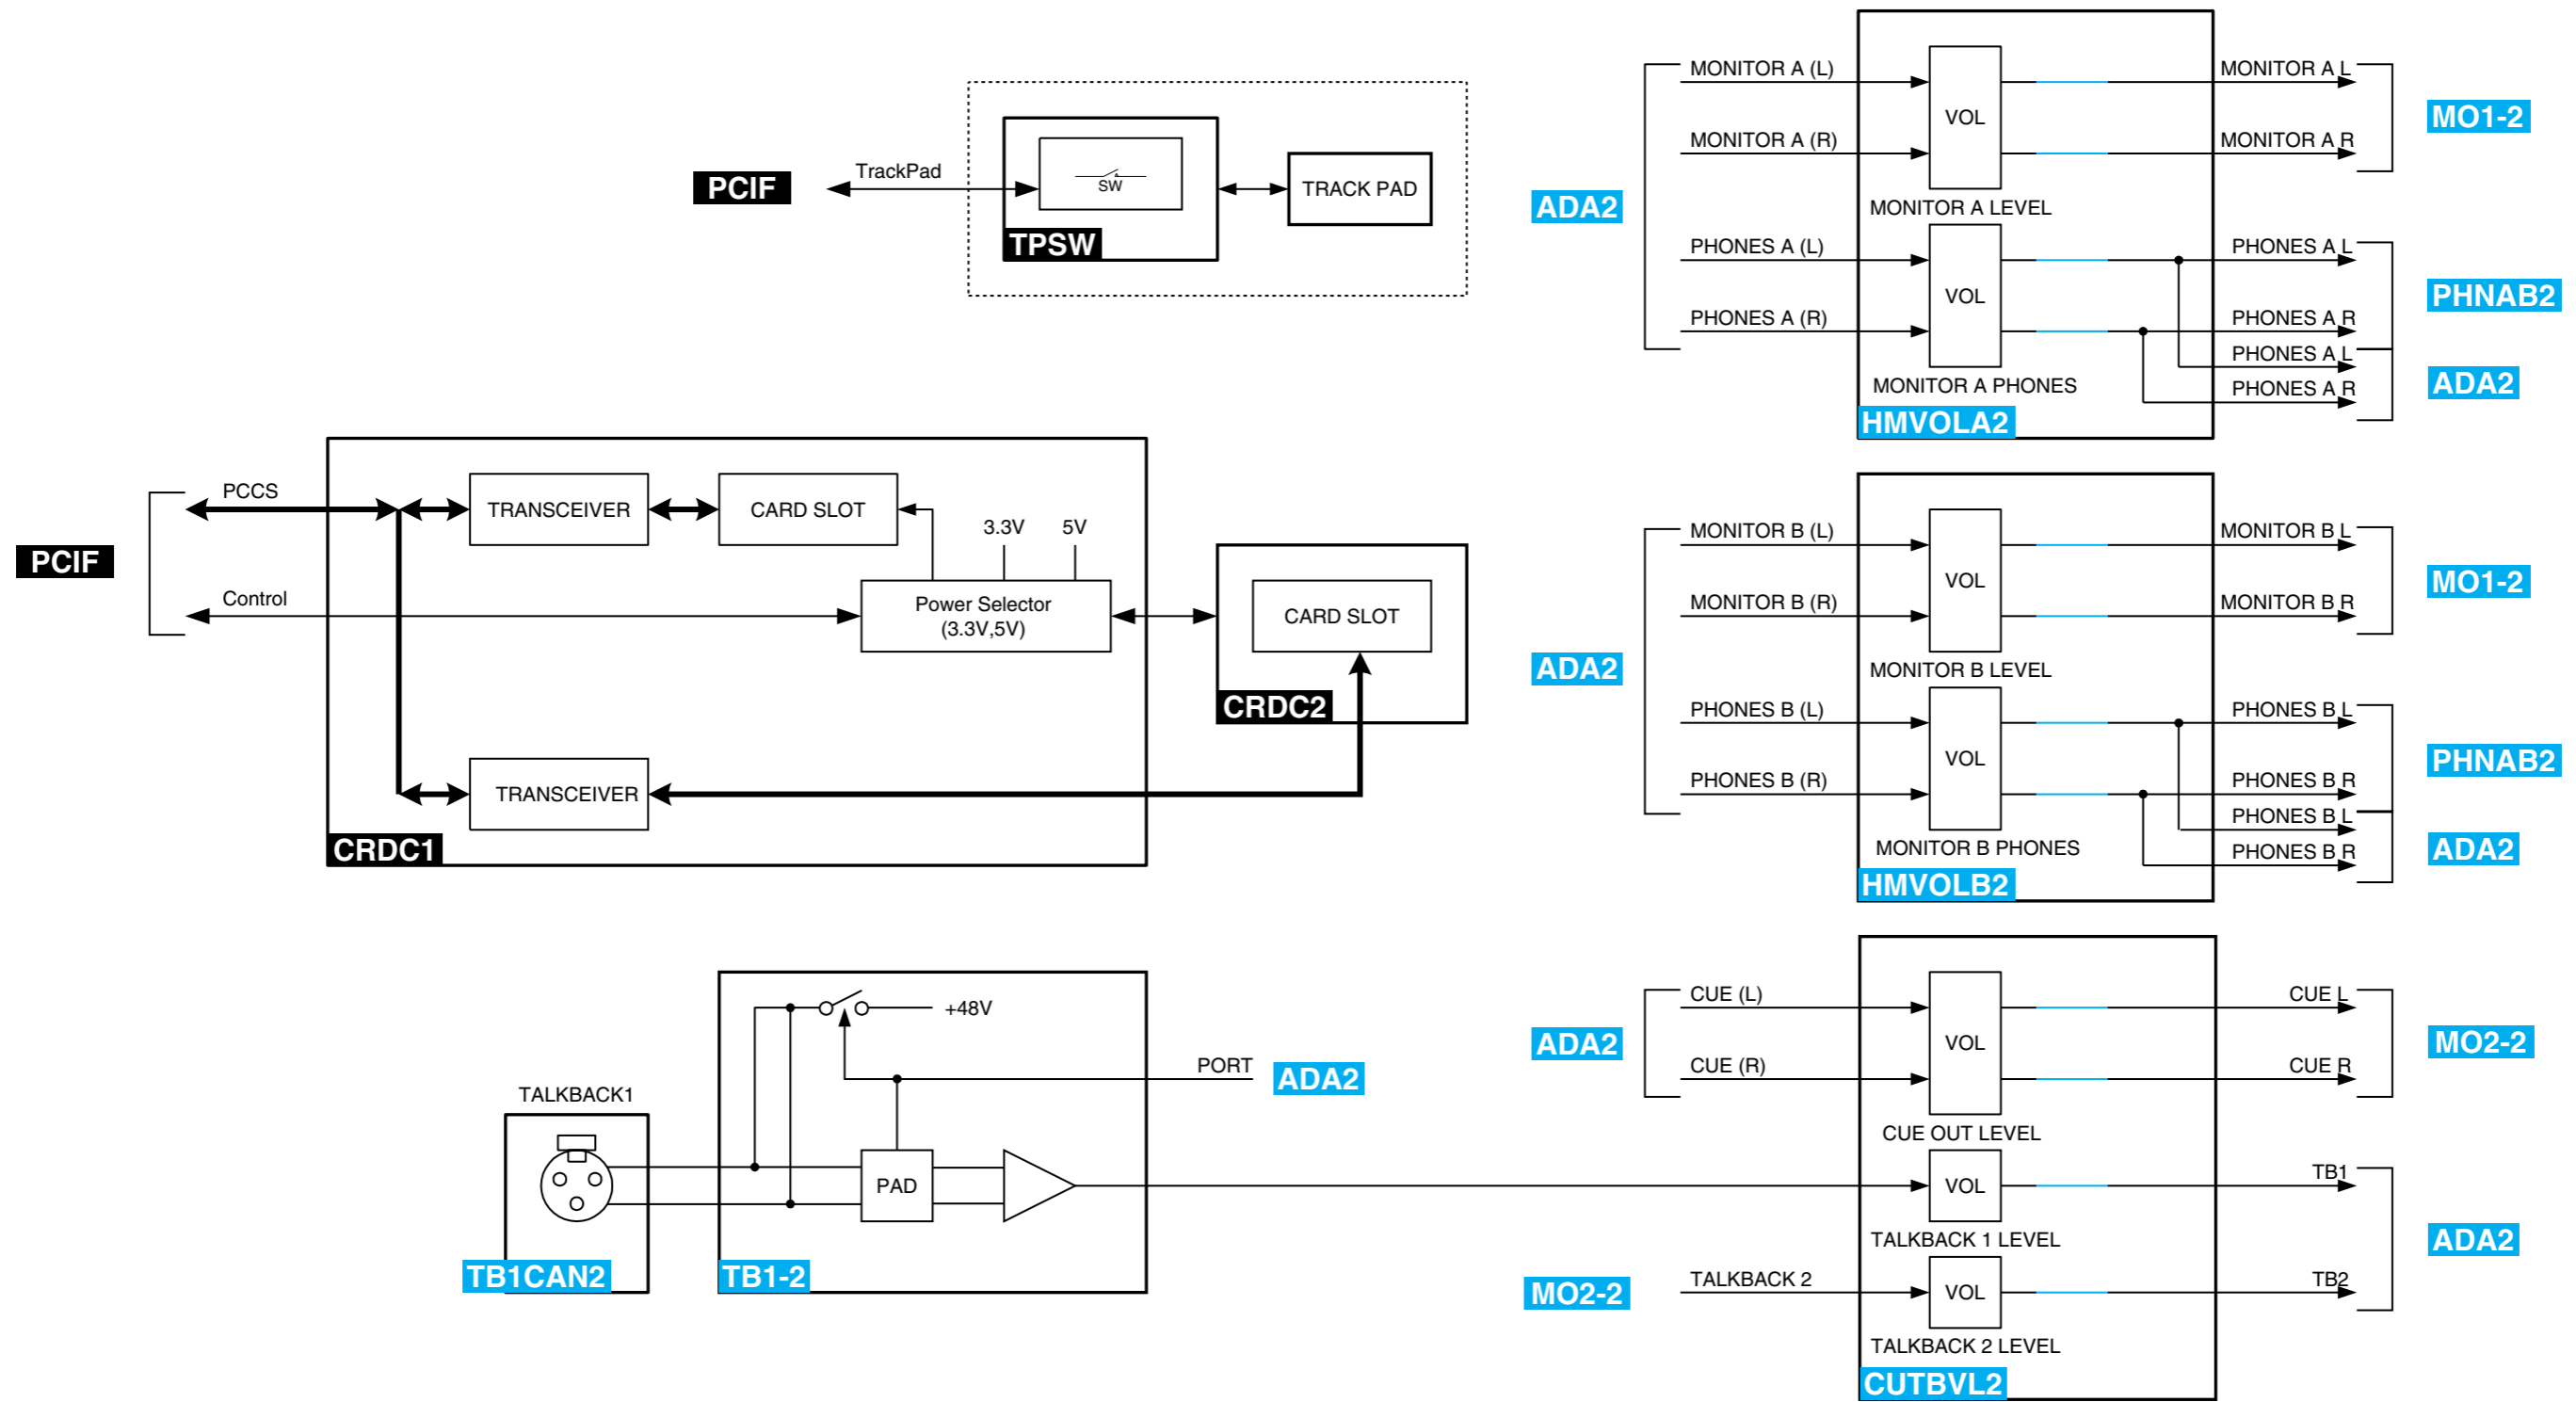 PCIF
TrackPad
SW
TPSW
TRACK PAD
PCIF
PCCS
Control
TRANSCEIVER
CARD SLOT
3.3V
5V
Power Selector
(3.3V,5V)
TRANSCEIVER
CRDC1
CARD SLOT
CRDC2
TALKBACK1
TB1CAN2
+48V
PORT
ADA2
PAD
TB1-2
ADA2
MONITOR A (L)
MONITOR A (R)
PHONES A (L)
PHONES A (R)
VOL
MONITOR A LEVEL
VOL
MONITOR A PHONES
HMVOLA2
MONITOR A L
MONITOR A R
MO1-2
PHONES A L
PHONES A R
PHNAB2
PHONES A L
PHONES A R
ADA2
ADA2
MONITOR B (L)
MONITOR B (R)
PHONES B (L)
PHONES B (R)
VOL
MONITOR B LEVEL
VOL
MONITOR B PHONES
HMVOLB2
MONITOR B L
MONITOR B R
MO1-2
PHONES B L
PHONES B R
PHNAB2
PHONES B L
PHONES B R
ADA2
ADA2
CUE (L)
CUE (R)
MO2-2
TALKBACK 2
VOL
CUE OUT LEVEL
VOL
TALKBACK 1 LEVEL
VOL
TALKBACK 2 LEVEL
CUTBVL2
CUE L
CUE R
MO2-2
TB1
TB2
ADA2